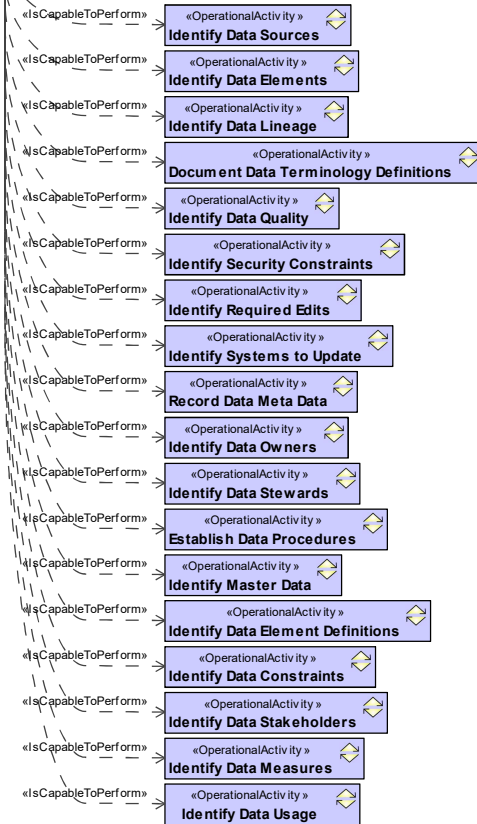 «IsCapableToPerform»
«OperationalActivity»
Identify Data Sources
«IsCapableToPerform»
«OperationalActivity»
Identify Data Elements
«IsCapableToPerform»
«OperationalActivity»
Identify Data Lineage
«IsCapableToPerform»
«OperationalActivity»
Document Data Terminology Definitions
«IsCapableToPerform»
«OperationalActivity»
Identify Data Quality
«IsCapableToPerform»
«OperationalActivity»
Identify Security Constraints
«IsCapableToPerform»
«OperationalActivity»
Identify Required Edits
«IsCapableToPerform»
«OperationalActivity»
Identify Systems to Update
«IsCapableToPerform»
«OperationalActivity»
Record Data Meta Data
«IsCapableToPerform»
«OperationalActivity»
Identify Data Owners
«IsCapableToPerform»
«OperationalActivity»
Identify Data Stewards
«IsCapableToPerform»
«OperationalActivity»
Establish Data Procedures
«IsCapableToPerform»
«OperationalActivity»
Identify Master Data
«IsCapableToPerform»
«OperationalActivity»
Identify Data Element Definitions
«IsCapableToPerform»
«OperationalActivity»
Identify Data Constraints
«IsCapableToPerform»
«OperationalActivity»
Identify Data Stakeholders
«IsCapableToPerform»
«OperationalActivity»
Identify Data Measures
«IsCapableToPerform»
«OperationalActivity»
Identify Data Usage